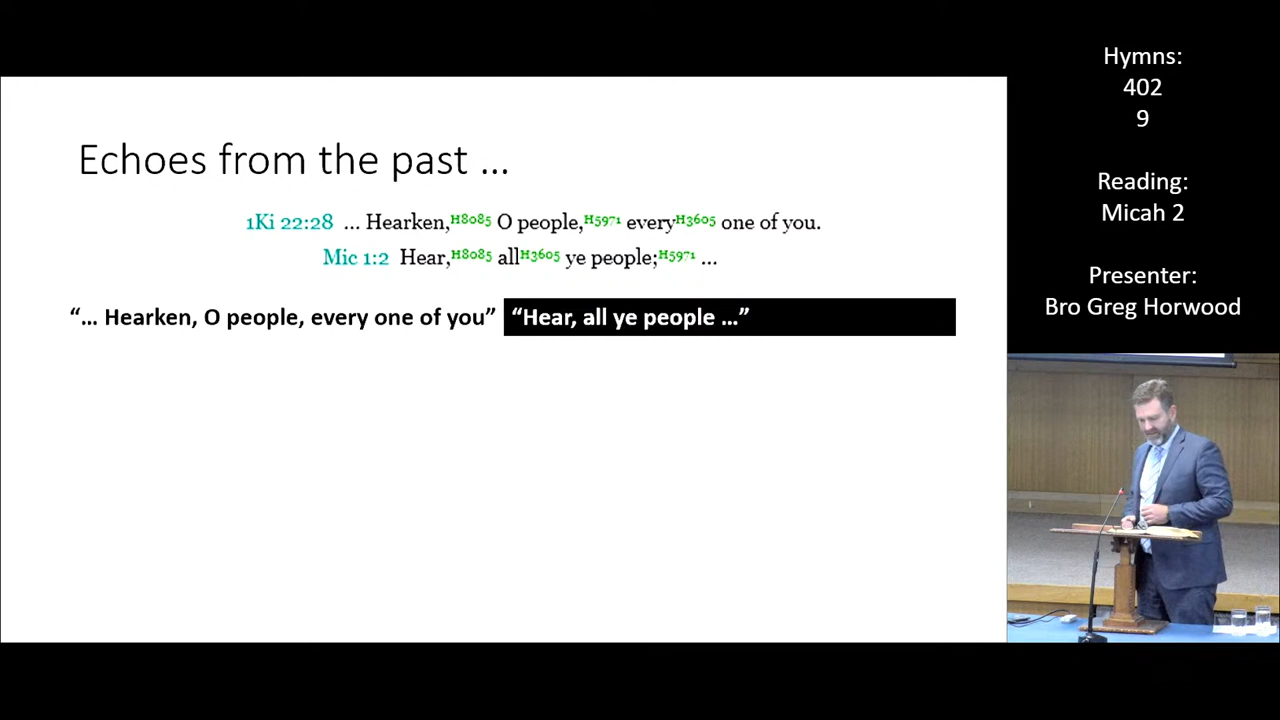 Echoes from the past ...
1Ki 22:28 ... Hearken,H8085 O people,H5971 everyH3605 one of you.
Mic 1:2 Hear,H8085 allH3605 ye people;H5971 ...
“... Hearken, O people, every one of you” “Hear, all ye people ...”
Hymns:
402
9
Reading:
Micah 2
Presenter:
Bro Greg Horwood